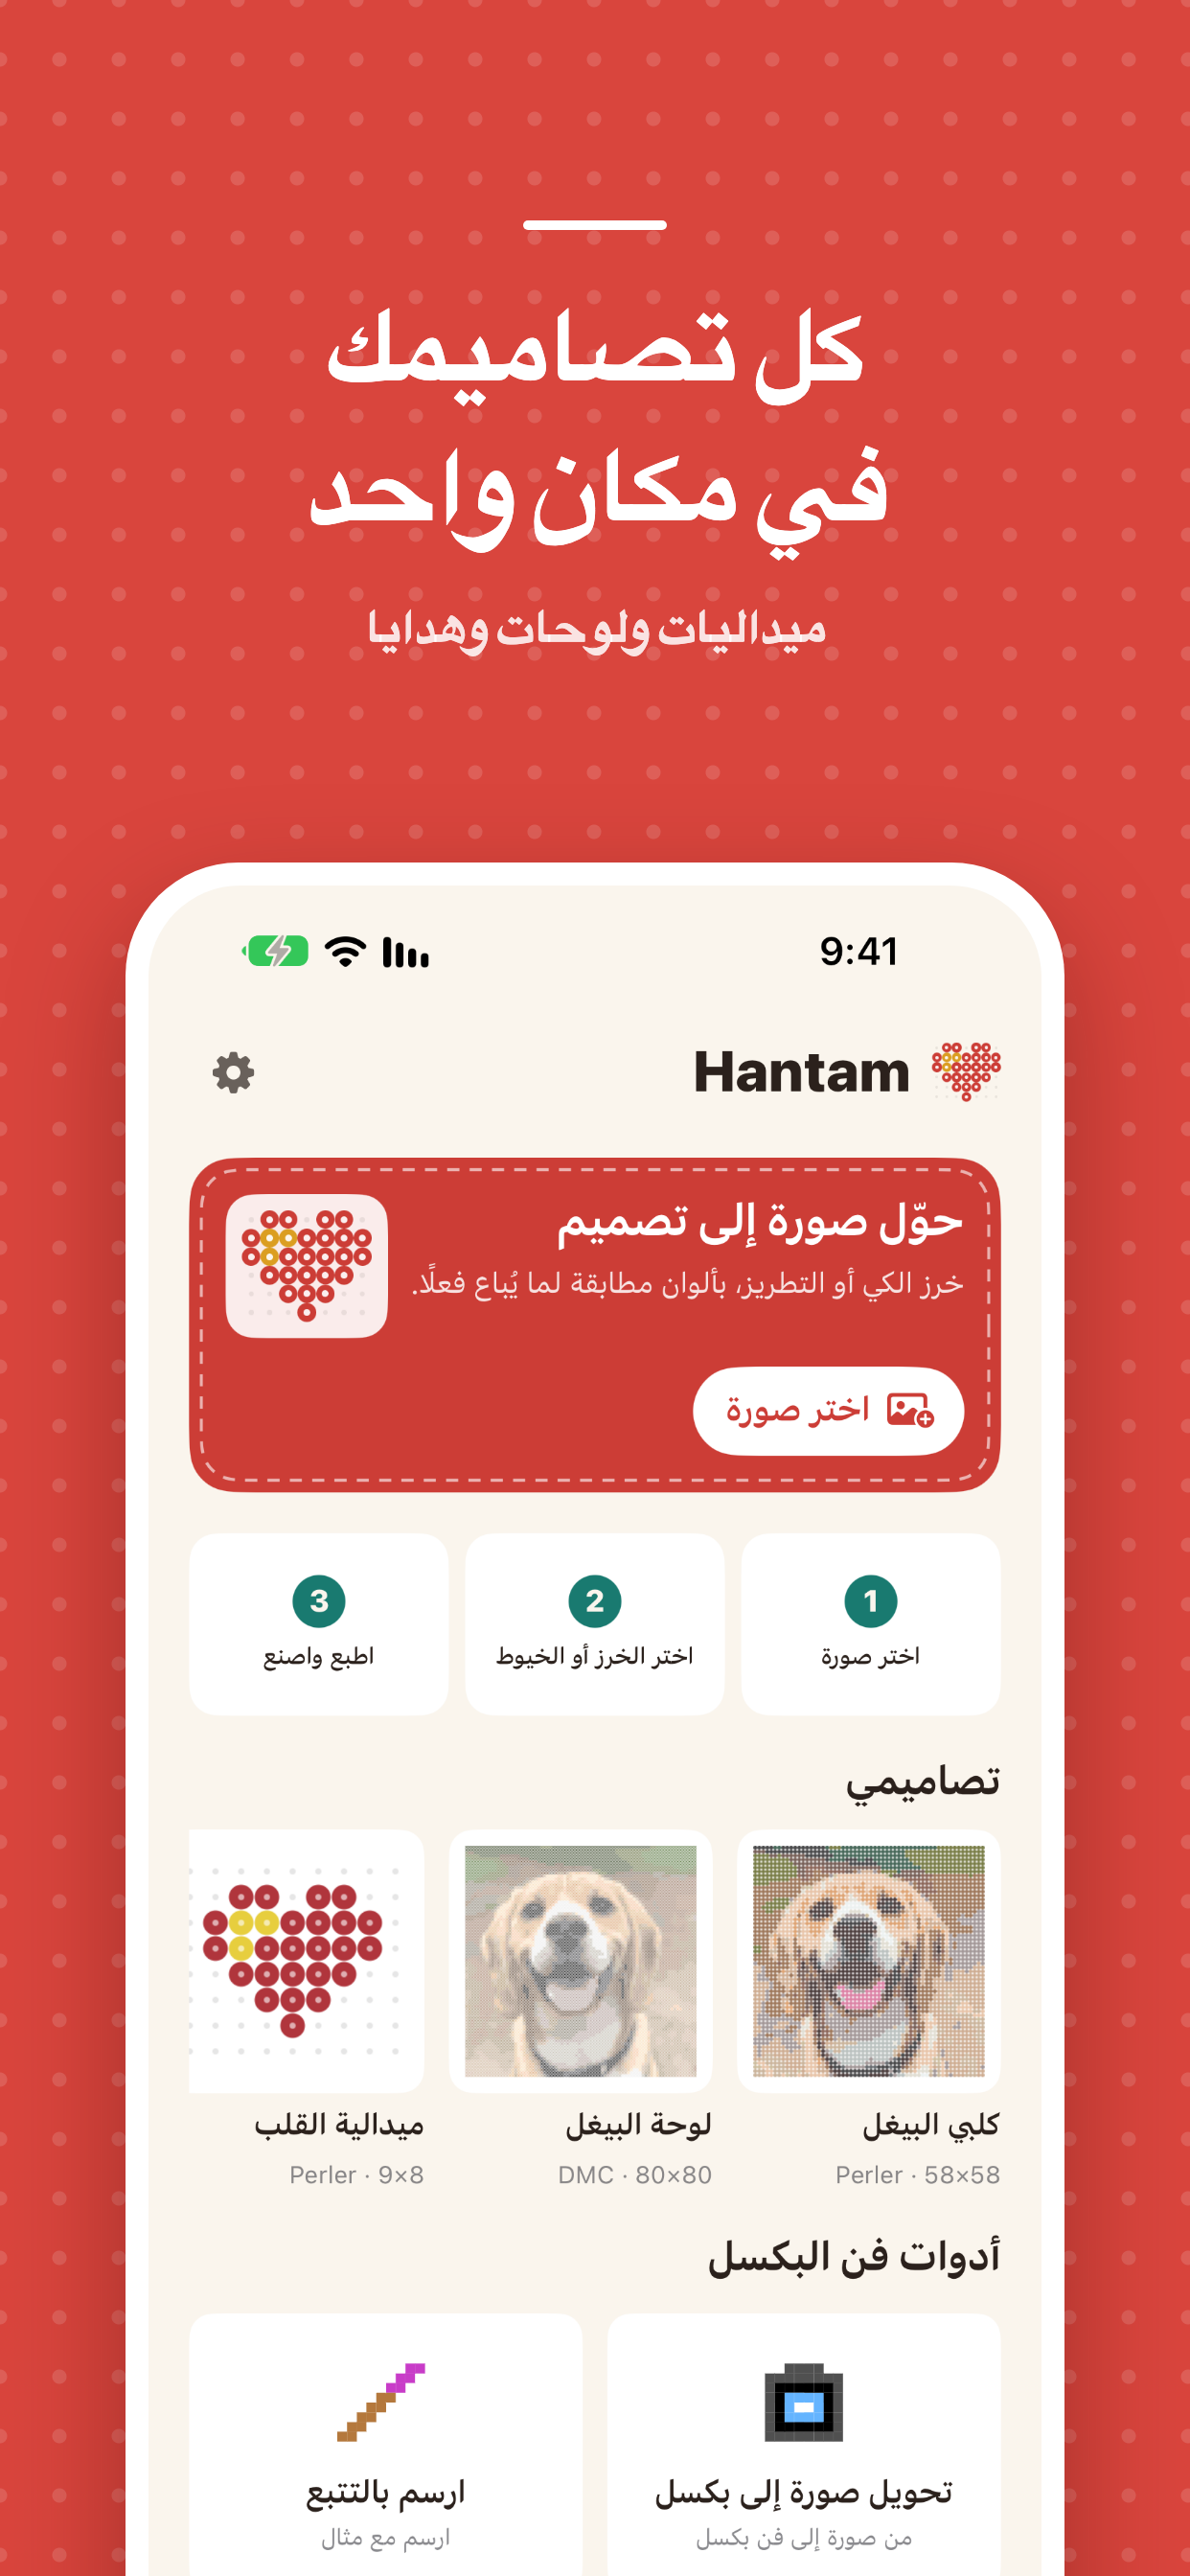 كل تصاميمك
في مكان واحد
ميداليات ولوحات وهدايا
9:41
Hantam
حوّل صورة إلى تصميم
خرز الكي أو التطريز، بألوان مطابقة لما يُباع فعلًا.
اختر صورة
1 2 3
اختر صورة اختر الخرز أو الخيوط اطبع واصنع
تصاميمي
كلبي البيغل لوحة البيغل ميدالية القلب
Perler · 58×58 DMC · 80×80 Perler · 9×8
أدوات فن البكسل
تحويل صورة إلى بكسل ارسم بالتتبع
من صورة إلى فن بكسل ارسم مع مثال